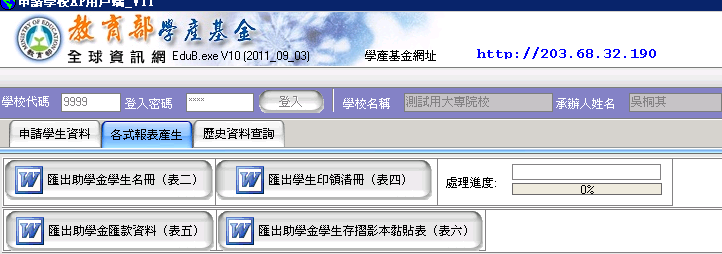 申請學校AP用戶端_V11
MINISTRY OF EDUCATION
教育部
教育部學產基金
全球資訊網 EduB.exe V10 (2011_09_03) 學產基金網址 http://203.68.32.190
學校代碼 9999 登入密碼 **** 登入 學校名稱 測試用大專院校 承辦人姓名 吳桐其
申請學生資料 各式報表產生 歷史資料查詢
匯出助學金學生名冊（表二） 匯出學生印領清冊（表四） 處理進度: 0%
匯出助學金匯款資料（表五） 匯出助學金學生存摺影本黏貼表（表六）